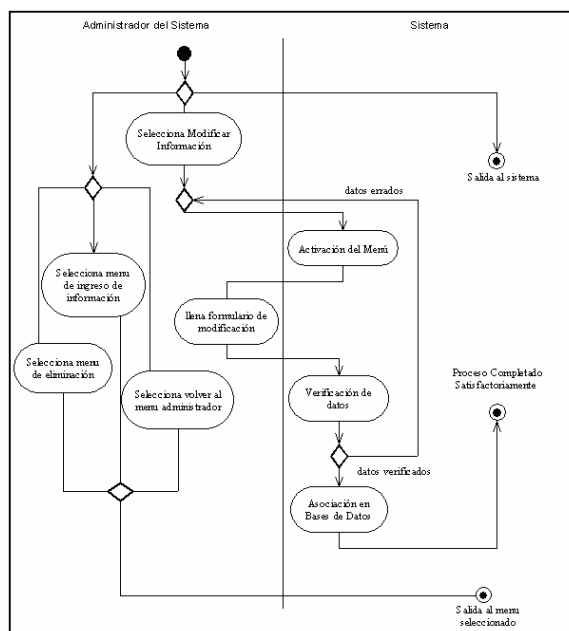 Administrador del Sistema
Sistema
Selecciona Modificar
Información
Salida al sistema
datos errados
Activación del Menú
Selecciona menu
de ingreso de
información
llena formulario de
modificación
Selecciona menu
de eliminación
Selecciona volver al
menu administrador
Verificación de
datos
Proceso Completado
Satisfactoriamente
datos verificados
Asociación en
Bases de Datos
Salida al menu
seleccionado